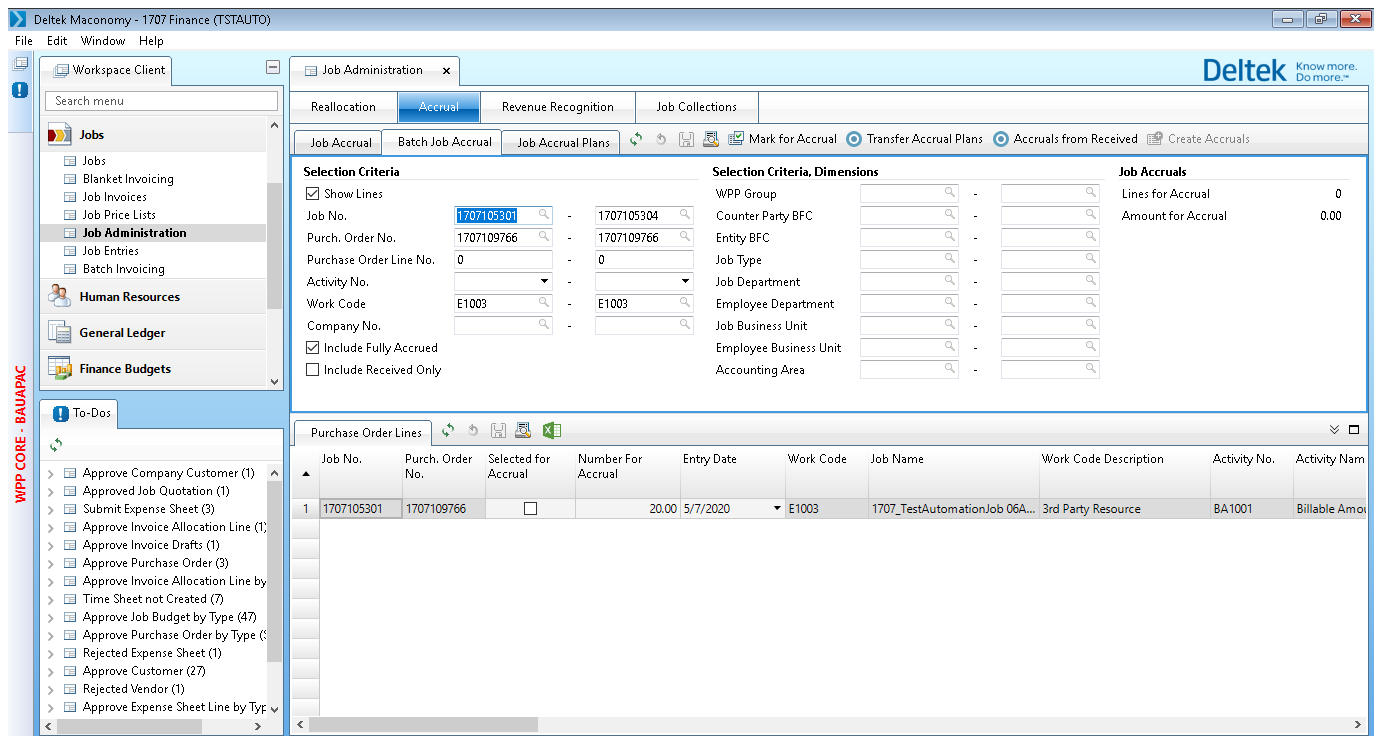 Deltek Maconomy - 1707 Finance (TSTAUTO)
File Edit Window Help
Workspace Client
Search menu
Jobs
Jobs
Blanket Invoicing
Job Invoices
Job Price Lists
Job Administration
Job Entries
Batch Invoicing
Human Resources
General Ledger
Finance Budgets
WPP CORE - BAUAPAC
To-Dos
Approve Company Customer (1)
Approved Job Quotation (1)
Submit Expense Sheet (3)
Approve Invoice Allocation Line (1)
Approve Invoice Drafts (1)
Approve Purchase Order (3)
Approve Invoice Allocation Line by
Time Sheet not Created (7)
Approve Job Budget by Type (47)
Approve Purchase Order by Type (
Rejected Expense Sheet (1)
Approve Customer (27)
Rejected Vendor (1)
Approve Expense Sheet Line by Typ
Job Administration x
Deltek Know more. Do more.™
Reallocation Accrual Revenue Recognition Job Collections
Job Accrual Batch Job Accrual Job Accrual Plans Mark for Accrual Transfer Accrual Plans Accruals from Received Create Accruals
Selection Criteria
Show Lines
Job No. 1707105301 - 1707105304
Purch. Order No. 1707109766 - 1707109766
Purchase Order Line No. 0 - 0
Activity No. -
Work Code E1003 - E1003
Company No. -
Include Fully Accrued
Include Received Only
Selection Criteria, Dimensions
WPP Group -
Counter Party BFC -
Entity BFC -
Job Type -
Job Department -
Employee Department -
Job Business Unit -
Employee Business Unit -
Accounting Area -
Job Accruals
Lines for Accrual 0
Amount for Accrual 0.00
Purchase Order Lines
Job No. Purch. Order No. Selected for Accrual Number For Accrual Entry Date Work Code Job Name Work Code Description Activity No. Activity Nam
1 1707105301 1707109766 20.00 5/7/2020 E1003 1707_TestAutomationJob 06A... 3rd Party Resource BA1001 Billable Amou